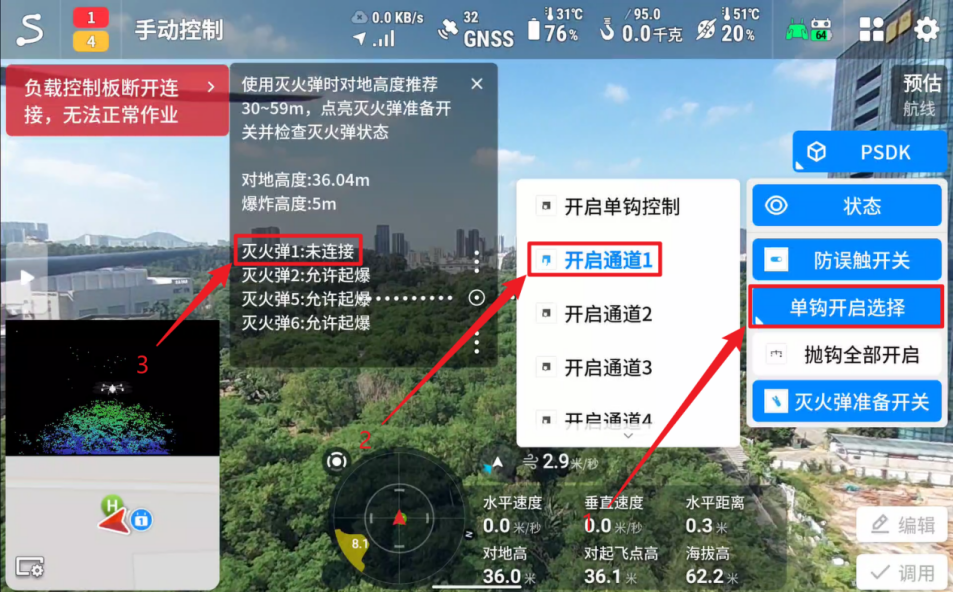 1
4
手动控制
0.0 KB/s
32
GNSS
31℃
76%
/95.0
0.0千克
51℃
20%
64
负载控制板断开连
接，无法正常作业
使用灭火弹时对地高度推荐
30~59m，点亮灭火弹准备开
关并检查灭火弹状态
对地高度:36.04m
爆炸高度:5m
灭火弹1:未连接
灭火弹2:允许起爆
灭火弹5:允许起爆
灭火弹6:允许起爆
预估
航线
PSDK
状态
防误触开关
单钩开启选择
抛钩全部开启
灭火弹准备开关
开启单钩控制
开启通道1
开启通道2
开启通道3
开启通道4
3
2
1
H
1
8.1
N
2.9米/秒
水平速度
0.0米/秒
垂直速度
0.0米/秒
水平距离
0.3米
对地高
36.0米
对起飞点高
36.1米
海拔高
62.2米
编辑
调用